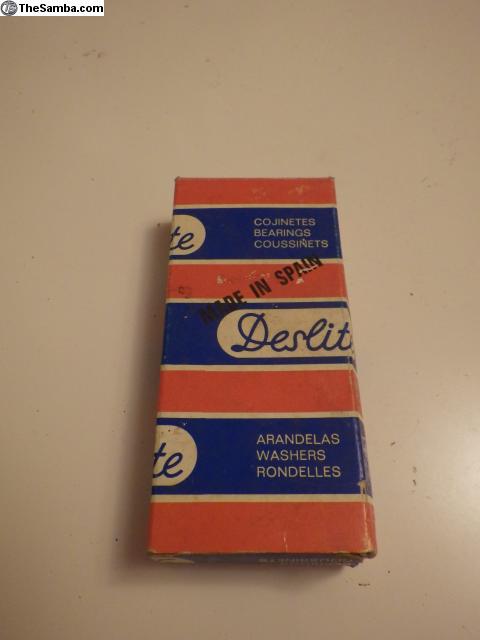 TheSamba.com
te
COJINETES
BEARINGS
COUSSINETS
MADE IN SPAIN
Deslit
te
ARANDELAS
WASHERS
RONDELLES